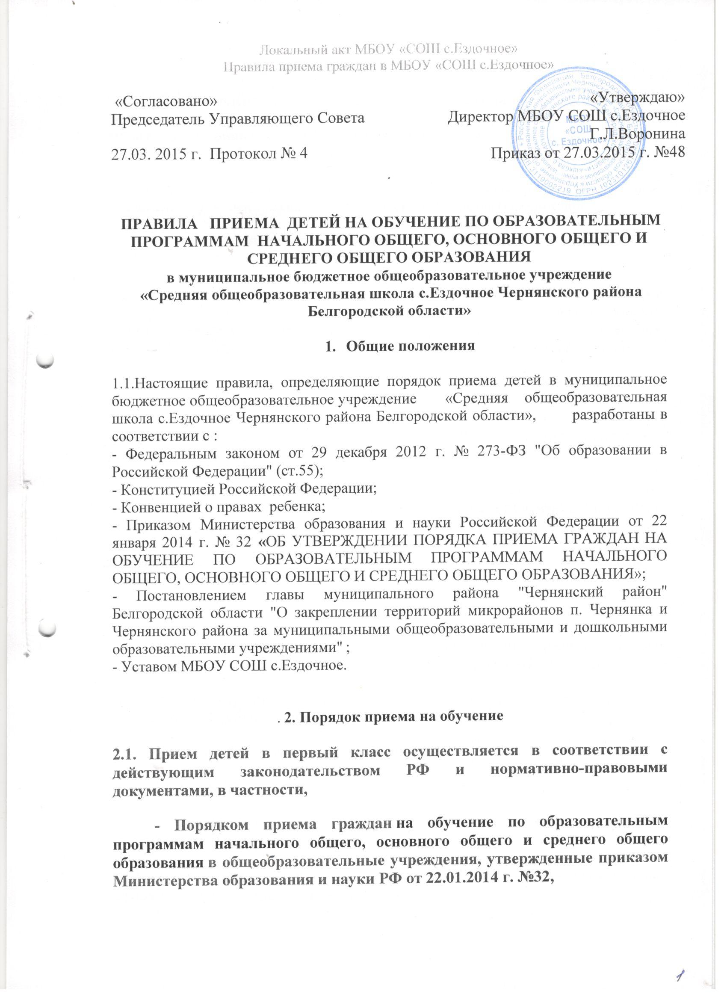 Локальный акт МБОУ «СОШ с.Ездочное»
Правила приема граждан в МБОУ «СОШ с.Ездочное»
«Согласовано»
Председатель Управляющего Совета
27.03. 2015 г.  Протокол № 4
«Утверждаю»
Директор МБОУ СОШ с.Ездочное
Г.Л.Воронина
Приказ от 27.03.2015 г. №48
МБОУ
«СОШ
с. Ездочное»
ПРАВИЛА ПРИЕМА ДЕТЕЙ НА ОБУЧЕНИЕ ПО ОБРАЗОВАТЕЛЬНЫМ
ПРОГРАММАМ НАЧАЛЬНОГО ОБЩЕГО, ОСНОВНОГО ОБЩЕГО И
СРЕДНЕГО ОБЩЕГО ОБРАЗОВАНИЯ
в муниципальное бюджетное общеобразовательное учреждение
«Средняя общеобразовательная школа с.Ездочное Чернянского района
Белгородской области»
1. Общие положения
1.1.Настоящие правила, определяющие порядок приема детей в муниципальное
бюджетное общеобразовательное учреждение «Средняя общеобразовательная
школа с.Ездочное Чернянского района Белгородской области», разработаны в
соответствии с :
- Федеральным законом от 29 декабря 2012 г. № 273-ФЗ "Об образовании в
Российской Федерации" (ст.55);
- Конституцией Российской Федерации;
- Конвенцией о правах ребенка;
- Приказом Министерства образования и науки Российской Федерации от 22
января 2014 г. № 32 «ОБ УТВЕРЖДЕНИИ ПОРЯДКА ПРИЕМА ГРАЖДАН НА
ОБУЧЕНИЕ ПО ОБРАЗОВАТЕЛЬНЫМ ПРОГРАММАМ НАЧАЛЬНОГО
ОБЩЕГО, ОСНОВНОГО ОБЩЕГО И СРЕДНЕГО ОБЩЕГО ОБРАЗОВАНИЯ»;
- Постановлением главы муниципального района "Чернянский район"
Белгородской области "О закреплении территорий микрорайонов п. Чернянка и
Чернянского района за муниципальными общеобразовательными и дошкольными
образовательными учреждениями" ;
- Уставом МБОУ СОШ с.Ездочное.
. 2. Порядок приема на обучение
2.1. Прием детей в первый класс осуществляется в соответствии с
действующим законодательством РФ и нормативно-правовыми
документами, в частности,
- Порядком приема граждан на обучение по образовательным
программам начального общего, основного общего и среднего общего
образования в общеобразовательные учреждения, утвержденные приказом
Министерства образования и науки РФ от 22.01.2014 г. №32,
1